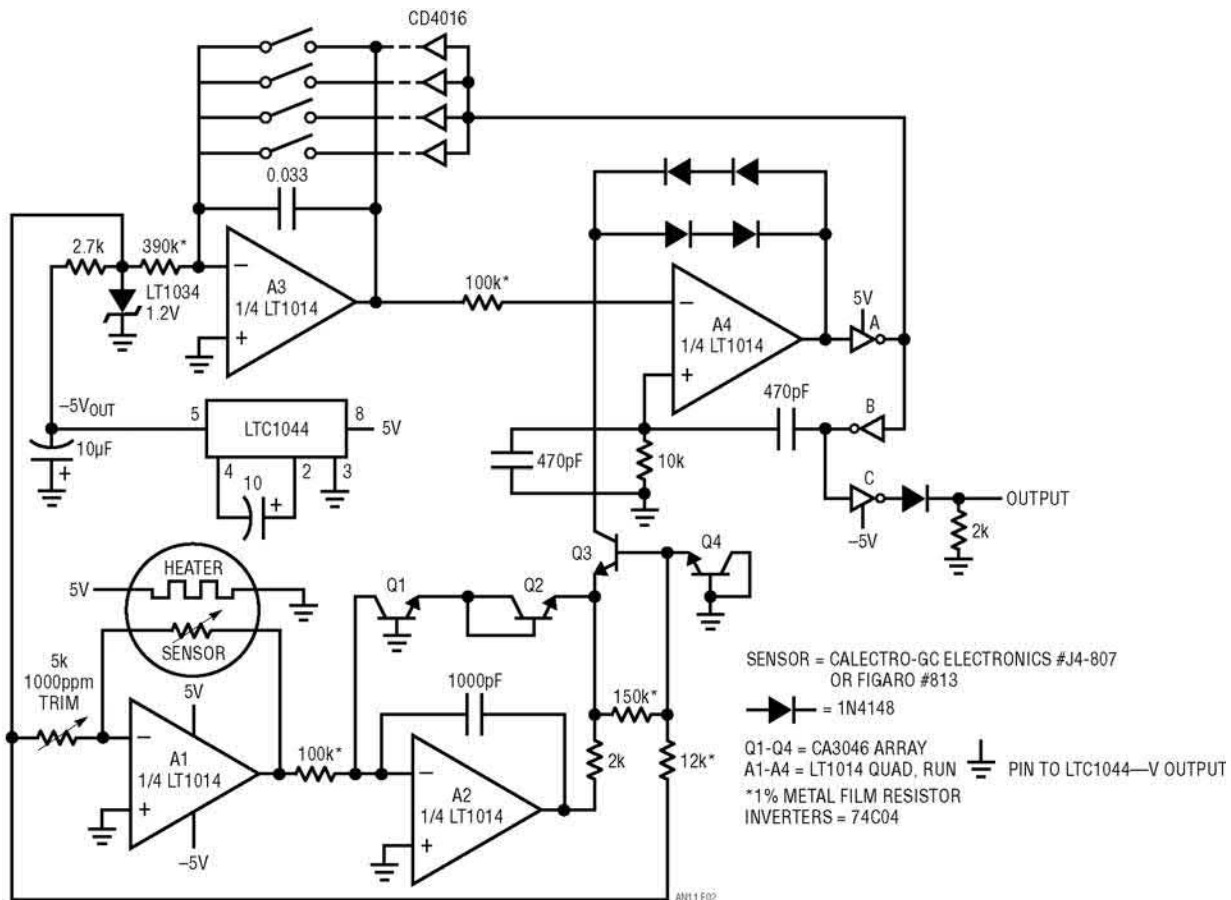 CD4016
0.033
2.7k
390k*
LT1034
1.2V
−
A3
1/4 LT1014
+
100k*
−
A4
1/4 LT1014
+
5V
A
470pF
B
−5VOUT
5
8
5V
LTC1044
10µF
+
4
2
3
10
+
470pF
10k
C
OUTPUT
−5V
2k
HEATER
5V
SENSOR
Q1
Q2
Q3
Q4
5k
1000ppm
TRIM
5V
−
A1
1/4 LT1014
+
−5V
100k*
1000pF
−
A2
1/4 LT1014
+
150k*
2k
12k*
SENSOR = CALECTRO-GC ELECTRONICS #J4-807
OR FIGARO #813
= 1N4148
Q1-Q4 = CA3046 ARRAY
A1-A4 = LT1014 QUAD, RUN PIN TO LTC1044—V OUTPUT
*1% METAL FILM RESISTOR
INVERTERS = 74C04
AN11 F02